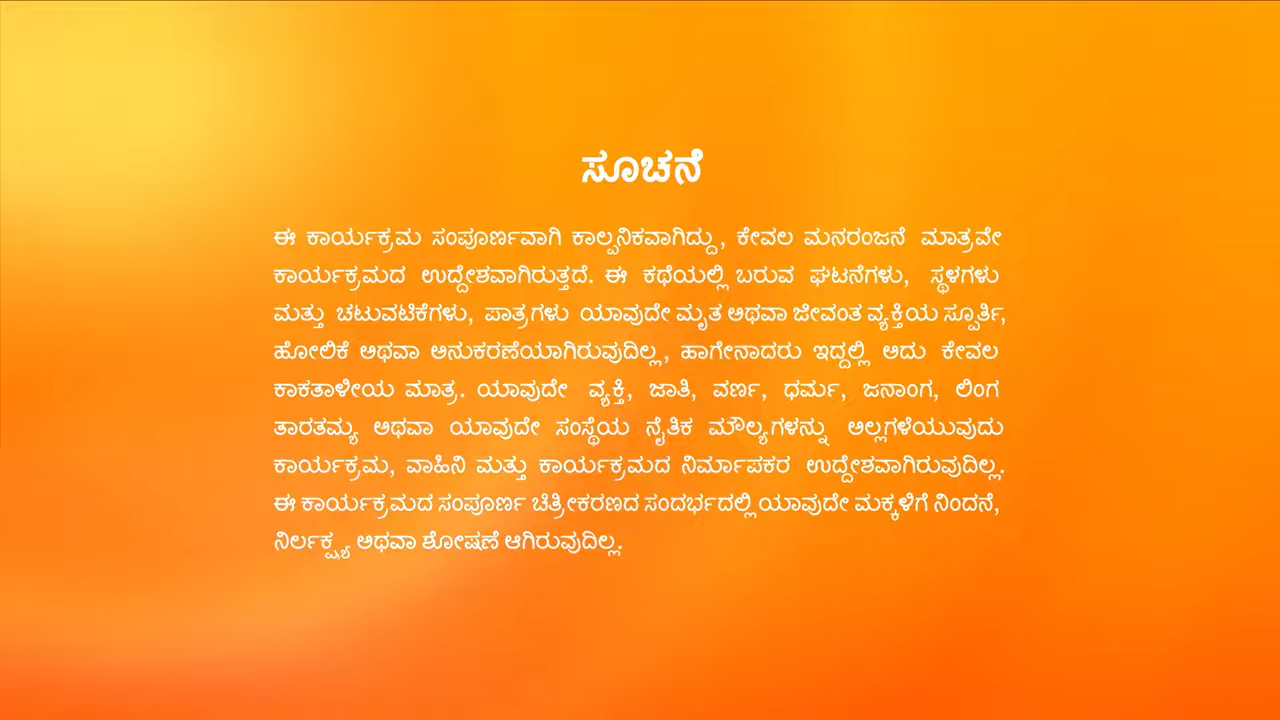 ಸೂಚನೆ
ಈ ಕಾರ್ಯಕ್ರಮ ಸಂಪೂರ್ಣವಾಗಿ ಕಾಲ್ಪನಿಕವಾಗಿದ್ದು, ಕೇವಲ ಮನರಂಜನೆ ಮಾತ್ರವೇ
ಕಾರ್ಯಕ್ರಮದ ಉದ್ದೇಶವಾಗಿರುತ್ತದೆ. ಈ ಕಥೆಯಲ್ಲಿ ಬರುವ ಘಟನೆಗಳು, ಸ್ಥಳಗಳು
ಮತ್ತು ಚಟುವಟಿಕೆಗಳು, ಪಾತ್ರಗಳು ಯಾವುದೇ ಮೃತ ಅಥವಾ ಜೀವಂತ ವ್ಯಕ್ತಿಯ ಸ್ಪೂರ್ತಿ,
ಹೋಲಿಕೆ ಅಥವಾ ಅನುಕರಣೆಯಾಗಿರುವುದಿಲ್ಲ, ಹಾಗೇನಾದರು ಇದ್ದಲ್ಲಿ ಅದು ಕೇವಲ
ಕಾಕತಾಳೀಯ ಮಾತ್ರ. ಯಾವುದೇ ವ್ಯಕ್ತಿ, ಜಾತಿ, ವರ್ಣ, ಧರ್ಮ, ಜನಾಂಗ, ಲಿಂಗ
ತಾರತಮ್ಯ ಅಥವಾ ಯಾವುದೇ ಸಂಸ್ಥೆಯ ನೈತಿಕ ಮೌಲ್ಯಗಳನ್ನು ಅಲ್ಲಗಳೆಯುವುದು
ಕಾರ್ಯಕ್ರಮ, ವಾಹಿನಿ ಮತ್ತು ಕಾರ್ಯಕ್ರಮದ ನಿರ್ಮಾಪಕರ ಉದ್ದೇಶವಾಗಿರುವುದಿಲ್ಲ.
ಈ ಕಾರ್ಯಕ್ರಮದ ಸಂಪೂರ್ಣ ಚಿತ್ರೀಕರಣದ ಸಂದರ್ಭದಲ್ಲಿ ಯಾವುದೇ ಮಕ್ಕಳಿಗೆ ನಿಂದನೆ,
ನಿರ್ಲಕ್ಷ್ಯ ಅಥವಾ ಶೋಷಣೆ ಆಗಿರುವುದಿಲ್ಲ.